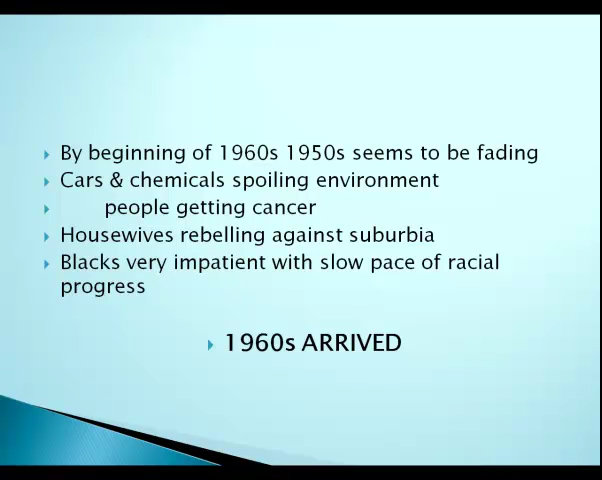 By beginning of 1960s 1950s seems to be fading
Cars & chemicals spoiling environment
people getting cancer
Housewives rebelling against suburbia
Blacks very impatient with slow pace of racial
progress
1960s ARRIVED